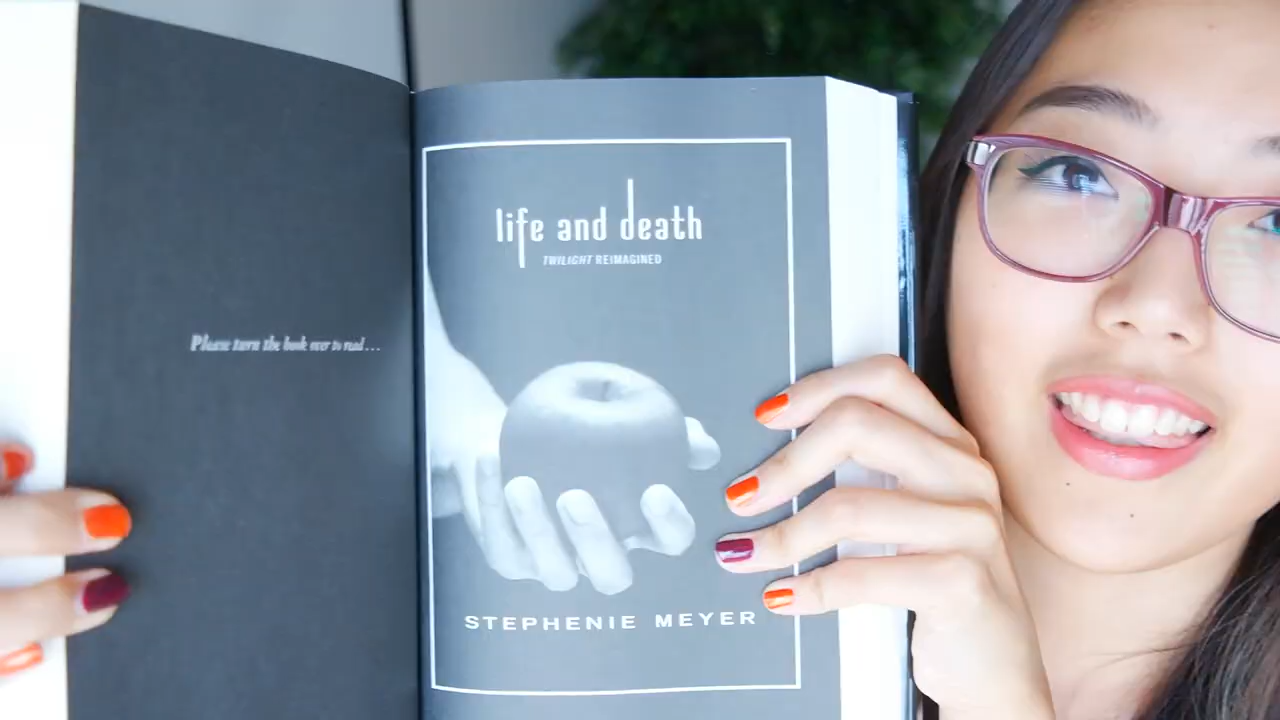 Please turn the book over to read...
life and death
TWILIGHT REIMAGINED
STEPHENIE MEYER